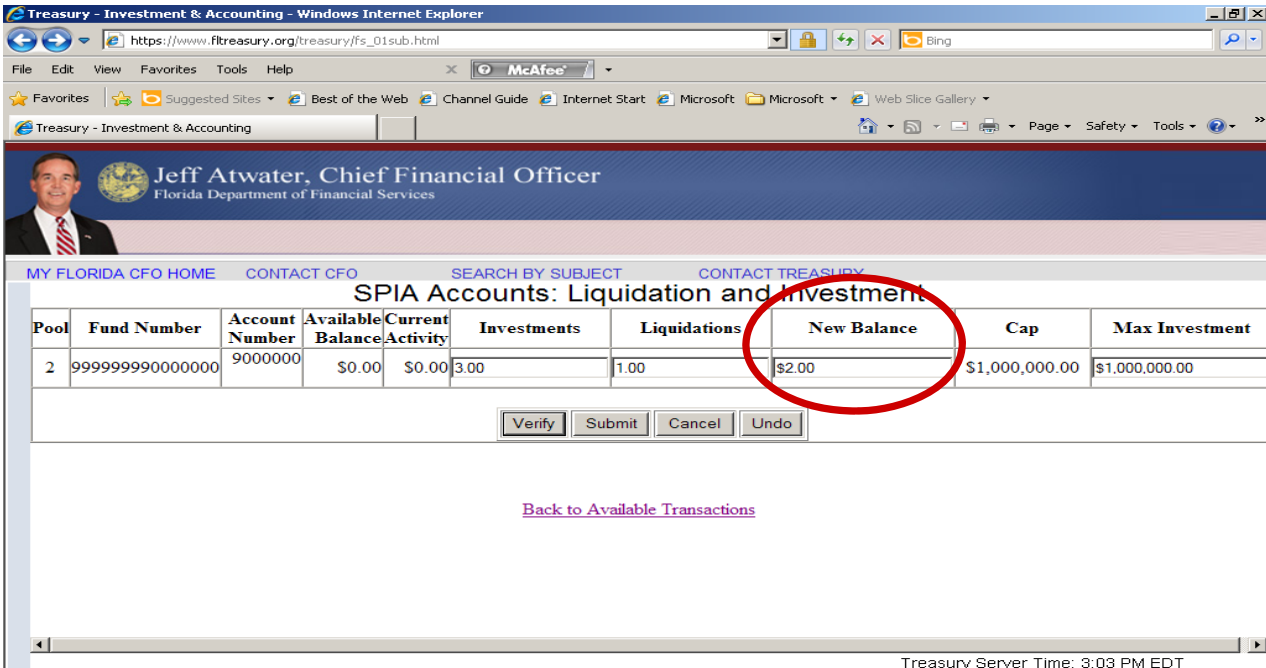 Treasury - Investment & Accounting - Windows Internet Explorer
https://www.fltreasury.org/treasury/fs_01sub.html
Bing
File Edit View Favorites Tools Help
McAfee
Favorites Suggested Sites Best of the Web Channel Guide Internet Start Microsoft Microsoft Web Slice Gallery
Treasury - Investment & Accounting
Page Safety Tools
Jeff Atwater, Chief Financial Officer
Florida Department of Financial Services
MY FLORIDA CFO HOME CONTACT CFO SEARCH BY SUBJECT CONTACT TREASURY
SPIA Accounts: Liquidation and Investment
Pool Fund Number Account Number Available Balance Current Activity Investments Liquidations New Balance Cap Max Investment
2 999999990000000 9000000 $0.00 $0.00 3.00 1.00 $2.00 $1,000,000.00 $1,000,000.00
Verify Submit Cancel Undo
Back to Available Transactions
Treasury Server Time: 3:03 PM EDT